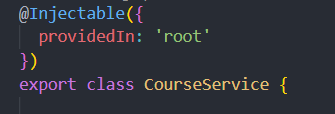 @Injectable({
  providedIn: 'root'
})
export class CourseService {